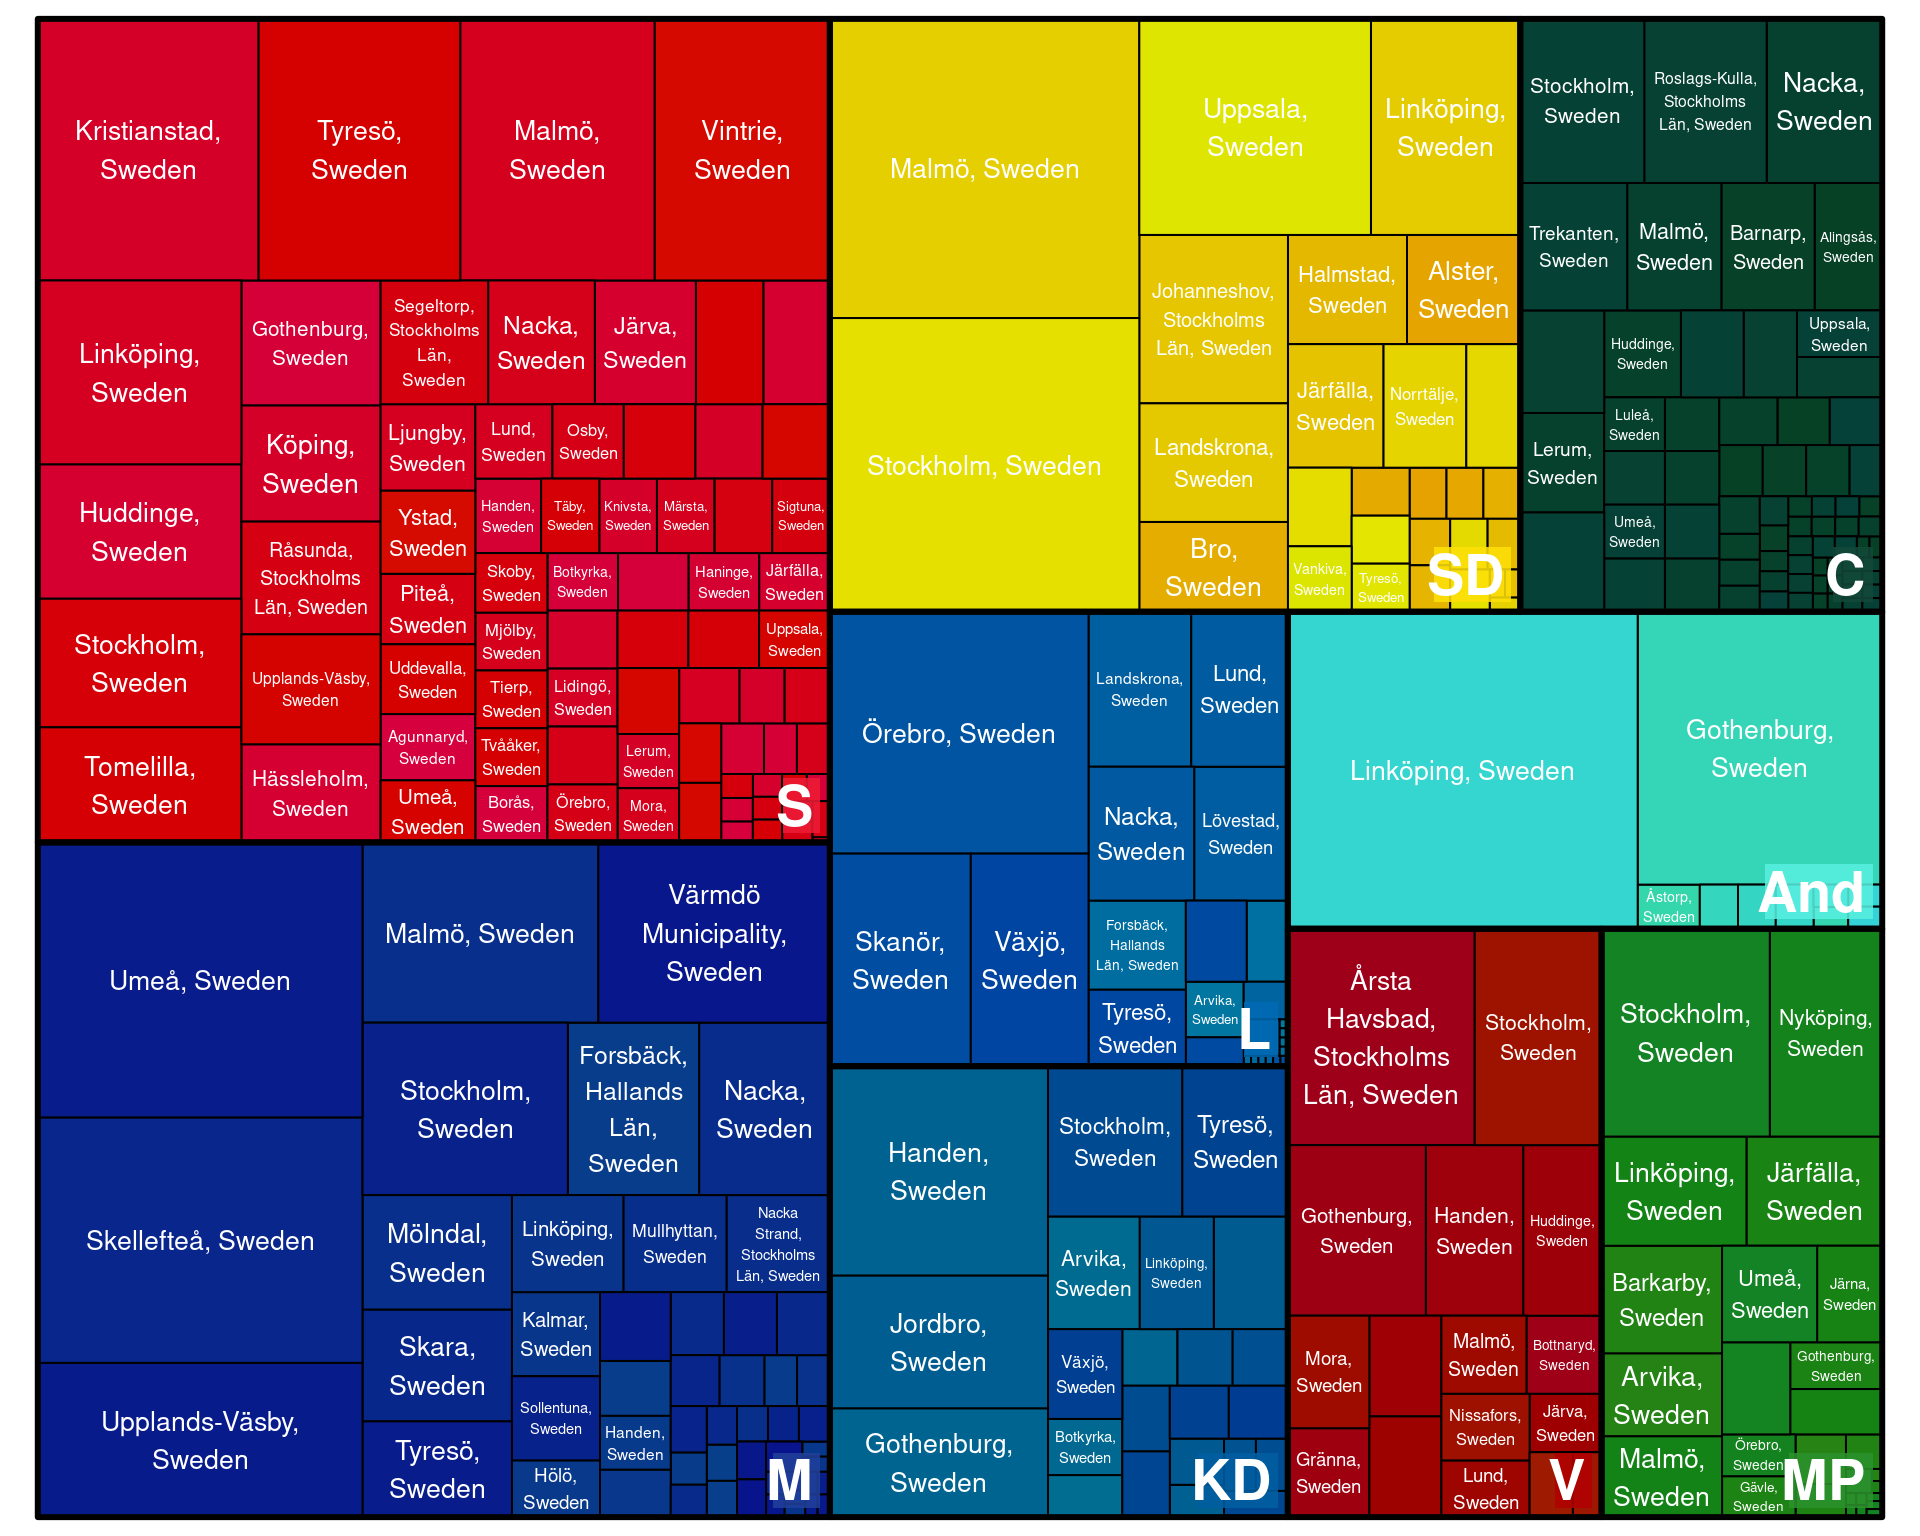 Kristianstad,
Sweden
Tyresö,
Sweden
Malmö,
Sweden
Vintrie,
Sweden
Linköping,
Sweden
Huddinge,
Sweden
Stockholm,
Sweden
Tomelilla,
Sweden
Gothenburg,
Sweden
Köping,
Sweden
Råsunda,
Stockholms
Län, Sweden
Upplands-Väsby,
Sweden
Hässleholm,
Sweden
Segeltorp,
Stockholms
Län,
Sweden
Nacka,
Sweden
Järva,
Sweden
Ljungby,
Sweden
Ystad,
Sweden
Piteå,
Sweden
Uddevalla,
Sweden
Agunnaryd,
Sweden
Umeå,
Sweden
Lund,
Sweden
Osby,
Sweden
Handen,
Sweden
Täby,
Sweden
Knivsta,
Sweden
Märsta,
Sweden
Sigtuna,
Sweden
Skoby,
Sweden
Mjölby,
Sweden
Tierp,
Sweden
Tvååker,
Sweden
Borås,
Sweden
Botkyrka,
Sweden
Haninge,
Sweden
Järfälla,
Sweden
Uppsala,
Sweden
Lidingö,
Sweden
Örebro,
Sweden
Lerum,
Sweden
Mora,
Sweden
S
Malmö, Sweden
Stockholm, Sweden
Uppsala,
Sweden
Linköping,
Sweden
Johanneshov,
Stockholms
Län, Sweden
Landskrona,
Sweden
Bro,
Sweden
Halmstad,
Sweden
Alster,
Sweden
Järfälla,
Sweden
Norrtälje,
Sweden
Vankiva,
Sweden
Tyresö,
Sweden
SD
Stockholm,
Sweden
Roslags-Kulla,
Stockholms
Län, Sweden
Nacka,
Sweden
Trekanten,
Sweden
Malmö,
Sweden
Barnarp,
Sweden
Alingsås,
Sweden
Huddinge,
Sweden
Uppsala,
Sweden
Lerum,
Sweden
Luleå,
Sweden
Umeå,
Sweden
C
Umeå, Sweden
Skellefteå, Sweden
Upplands-Väsby,
Sweden
Malmö, Sweden
Värmdö
Municipality,
Sweden
Stockholm,
Sweden
Forsbäck,
Hallands
Län,
Sweden
Nacka,
Sweden
Mölndal,
Sweden
Skara,
Sweden
Tyresö,
Sweden
Linköping,
Sweden
Mullhyttan,
Sweden
Nacka
Strand,
Stockholms
Län, Sweden
Kalmar,
Sweden
Sollentuna,
Sweden
Hölö,
Sweden
Handen,
Sweden
M
Örebro, Sweden
Skanör,
Sweden
Växjö,
Sweden
Landskrona,
Sweden
Lund,
Sweden
Nacka,
Sweden
Lövestad,
Sweden
Forsbäck,
Hallands
Län, Sweden
Tyresö,
Sweden
Arvika,
Sweden
L
Handen,
Sweden
Jordbro,
Sweden
Gothenburg,
Sweden
Stockholm,
Sweden
Tyresö,
Sweden
Arvika,
Sweden
Linköping,
Sweden
Växjö,
Sweden
Botkyrka,
Sweden
KD
Linköping, Sweden
Gothenburg,
Sweden
Åstorp,
Sweden
And
Årsta
Havsbad,
Stockholms
Län, Sweden
Stockholm,
Sweden
Gothenburg,
Sweden
Handen,
Sweden
Huddinge,
Sweden
Mora,
Sweden
Gränna,
Sweden
Malmö,
Sweden
Bottnaryd,
Sweden
Nissafors,
Sweden
Järva,
Sweden
Lund,
Sweden
V
Stockholm,
Sweden
Nyköping,
Sweden
Linköping,
Sweden
Järfälla,
Sweden
Barkarby,
Sweden
Arvika,
Sweden
Malmö,
Sweden
Umeå,
Sweden
Järna,
Sweden
Gothenburg,
Sweden
Örebro,
Sweden
Gävle,
Sweden
MP